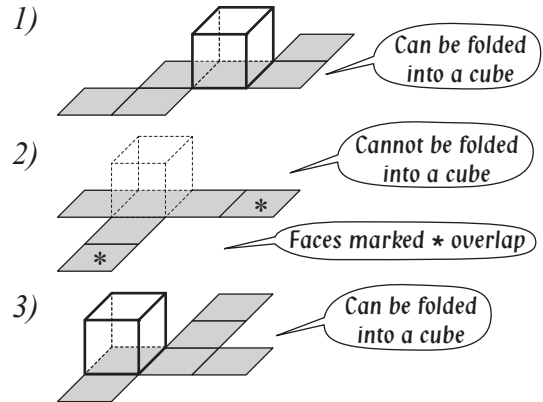 1)
Can be folded
into a cube
2)
Cannot be folded
into a cube
*
*
Faces marked * overlap
3)
Can be folded
into a cube